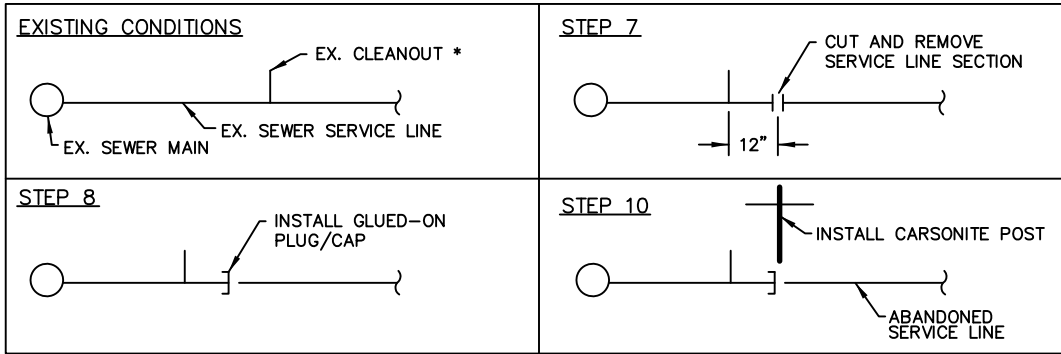 EXISTING CONDITIONS
EX. CLEANOUT *
EX. SEWER SERVICE LINE
EX. SEWER MAIN
STEP 7
CUT AND REMOVE
SERVICE LINE SECTION
12"
STEP 8
INSTALL GLUED-ON
PLUG/CAP
STEP 10
INSTALL CARSONITE POST
ABANDONED
SERVICE LINE